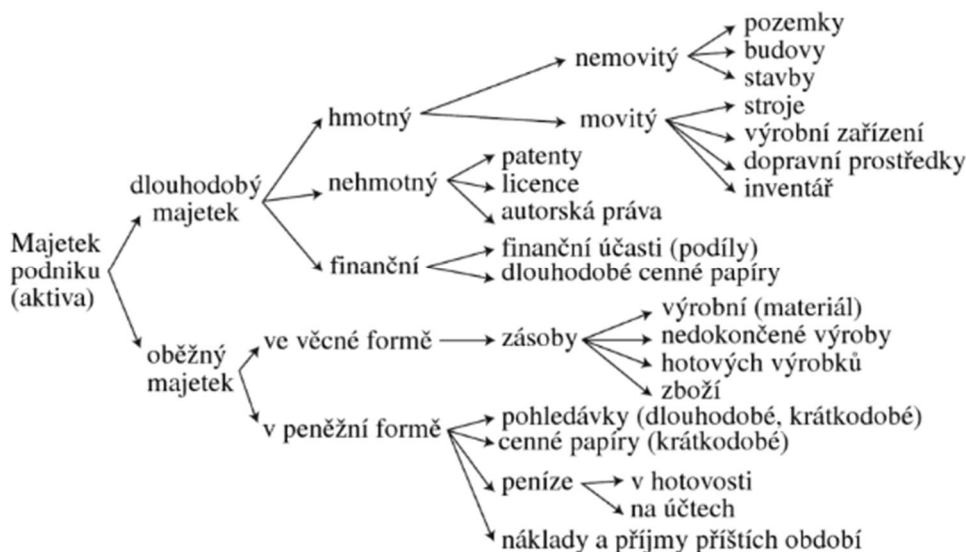 Majetek
podniku
(aktiva)
dlouhodobý
majetek
hmotný
nemovitý
pozemky
budovy
stavby
movitý
stroje
výrobní zařízení
dopravní prostředky
inventář
nehmotný
patenty
licence
autorská práva
finanční
finanční účasti (podíly)
dlouhodobé cenné papíry
oběžný
majetek
ve věcné formě
zásoby
výrobní (materiál)
nedokončené výroby
hotových výrobků
zboží
v peněžní formě
pohledávky (dlouhodobé, krátkodobé)
cenné papíry (krátkodobé)
peníze
v hotovosti
na účtech
náklady a příjmy příštích období